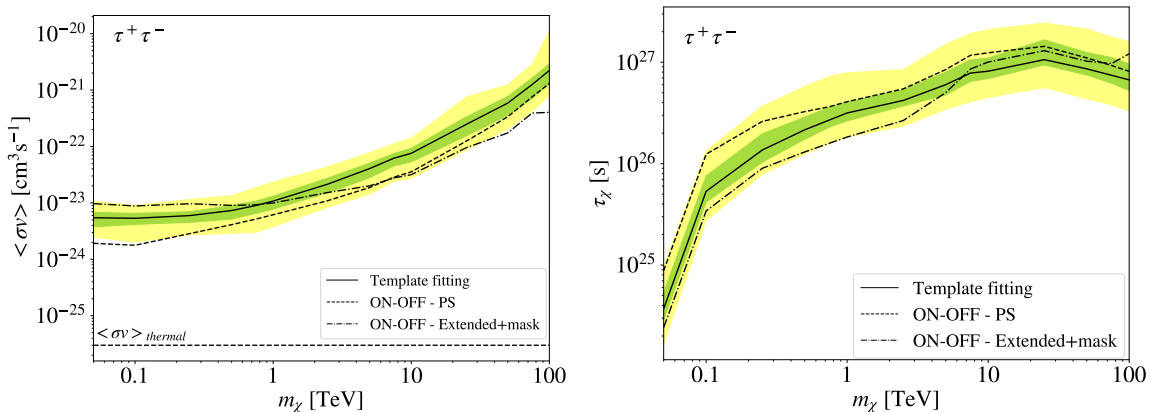 τ⁺τ⁻
< σv > [cm³s⁻¹]
10⁻²⁰
10⁻²¹
10⁻²²
10⁻²³
10⁻²⁴
10⁻²⁵
Template fitting
ON-OFF - PS
ON-OFF - Extended+mask
< σv >thermal
0.1 1 10 100
mχ [TeV]
τ⁺τ⁻
τχ [s]
10²⁷
10²⁶
10²⁵
Template fitting
ON-OFF - PS
ON-OFF - Extended+mask
0.1 1 10 100
mχ [TeV]